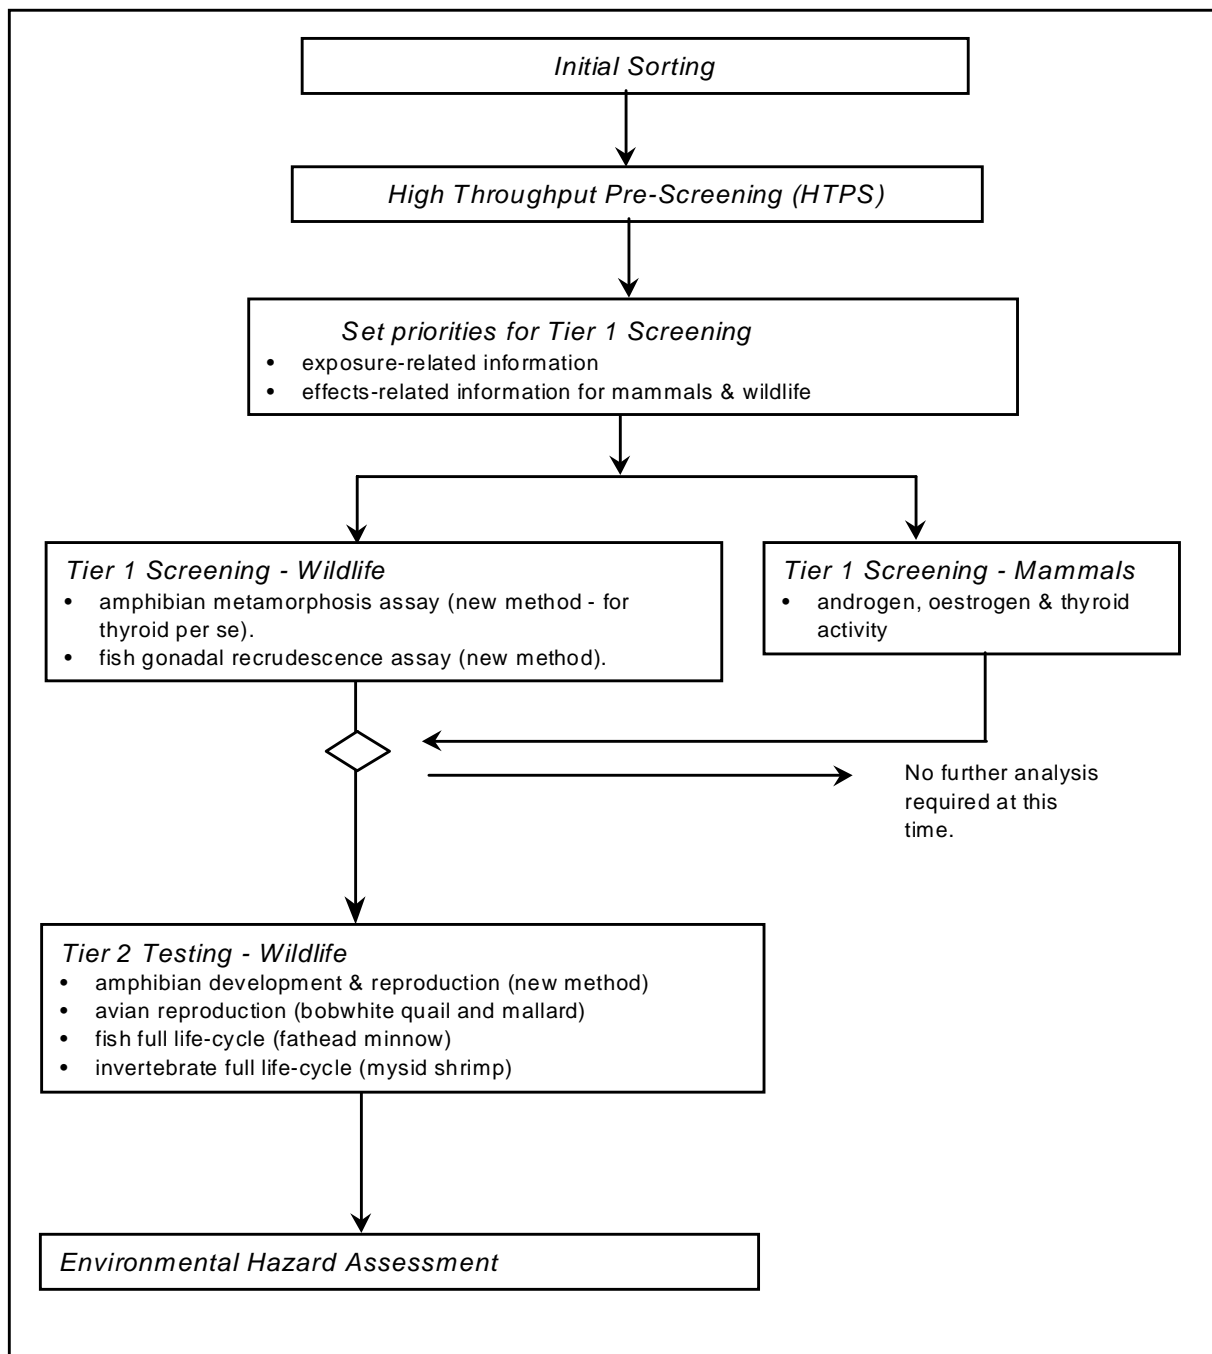 Initial Sorting
High Throughput Pre-Screening (HTPS)
Set priorities for Tier 1 Screening
• exposure-related information
• effects-related information for mammals & wildlife
Tier 1 Screening - Wildlife
• amphibian metamorphosis assay (new method - for
thyroid per se).
• fish gonadal recrudescence assay (new method).
Tier 1 Screening - Mammals
• androgen, oestrogen & thyroid
activity
No further analysis
required at this
time.
Tier 2 Testing - Wildlife
• amphibian development & reproduction (new method)
• avian reproduction (bobwhite quail and mallard)
• fish full life-cycle (fathead minnow)
• invertebrate full life-cycle (mysid shrimp)
Environmental Hazard Assessment